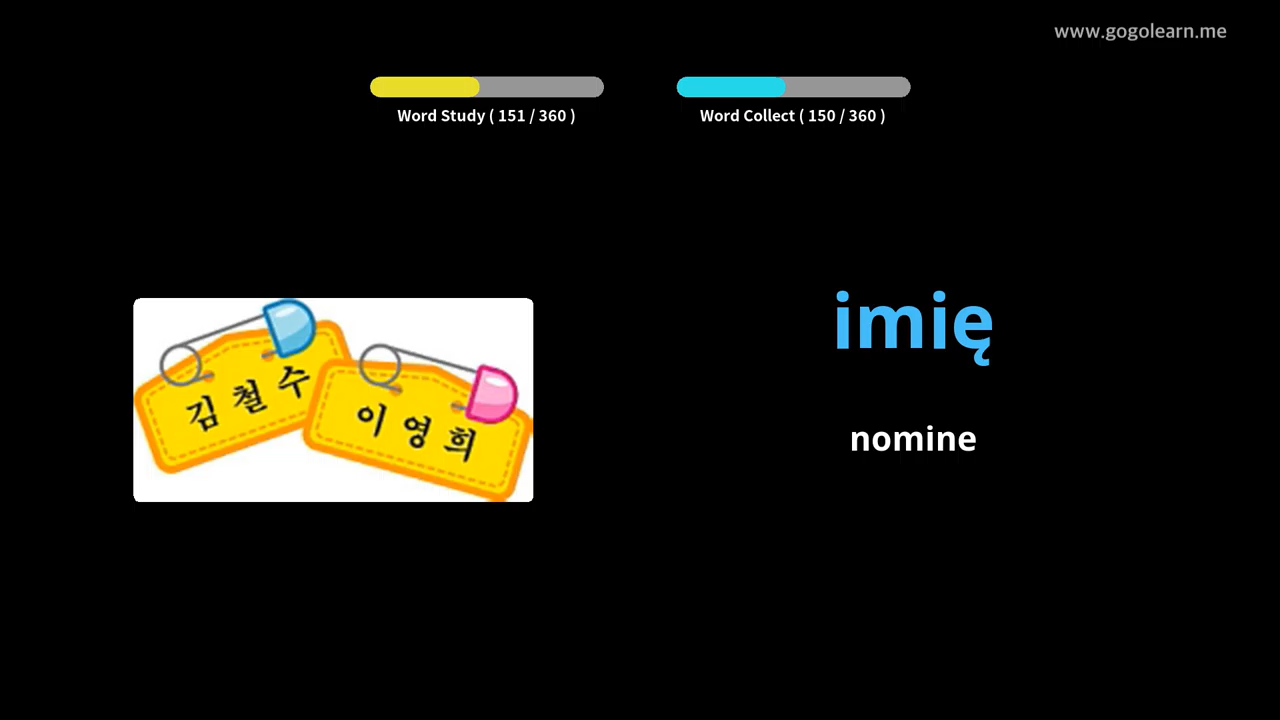 www.gogolearn.me
Word Study ( 151 / 360 )
Word Collect ( 150 / 360 )
김철수
이영희
imię
nomine